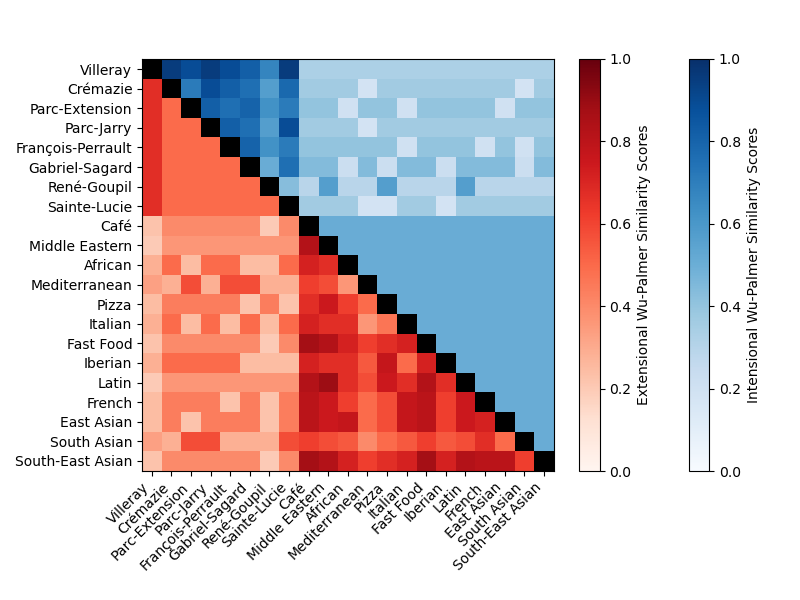 Villeray
Crémazie
Parc-Extension
Parc-Jarry
François-Perrault
Gabriel-Sagard
René-Goupil
Sainte-Lucie
Café
Middle Eastern
African
Mediterranean
Pizza
Italian
Fast Food
Iberian
Latin
French
East Asian
South Asian
South-East Asian
Villeray
Crémazie
Parc-Extension
Parc-Jarry
François-Perrault
Gabriel-Sagard
René-Goupil
Sainte-Lucie
Café
Middle Eastern
African
Mediterranean
Pizza
Italian
Fast Food
Iberian
Latin
French
East Asian
South Asian
South-East Asian
1.0
0.8
0.6
0.4
0.2
0.0
Extensional Wu-Palmer Similarity Scores
1.0
0.8
0.6
0.4
0.2
0.0
Intensional Wu-Palmer Similarity Scores